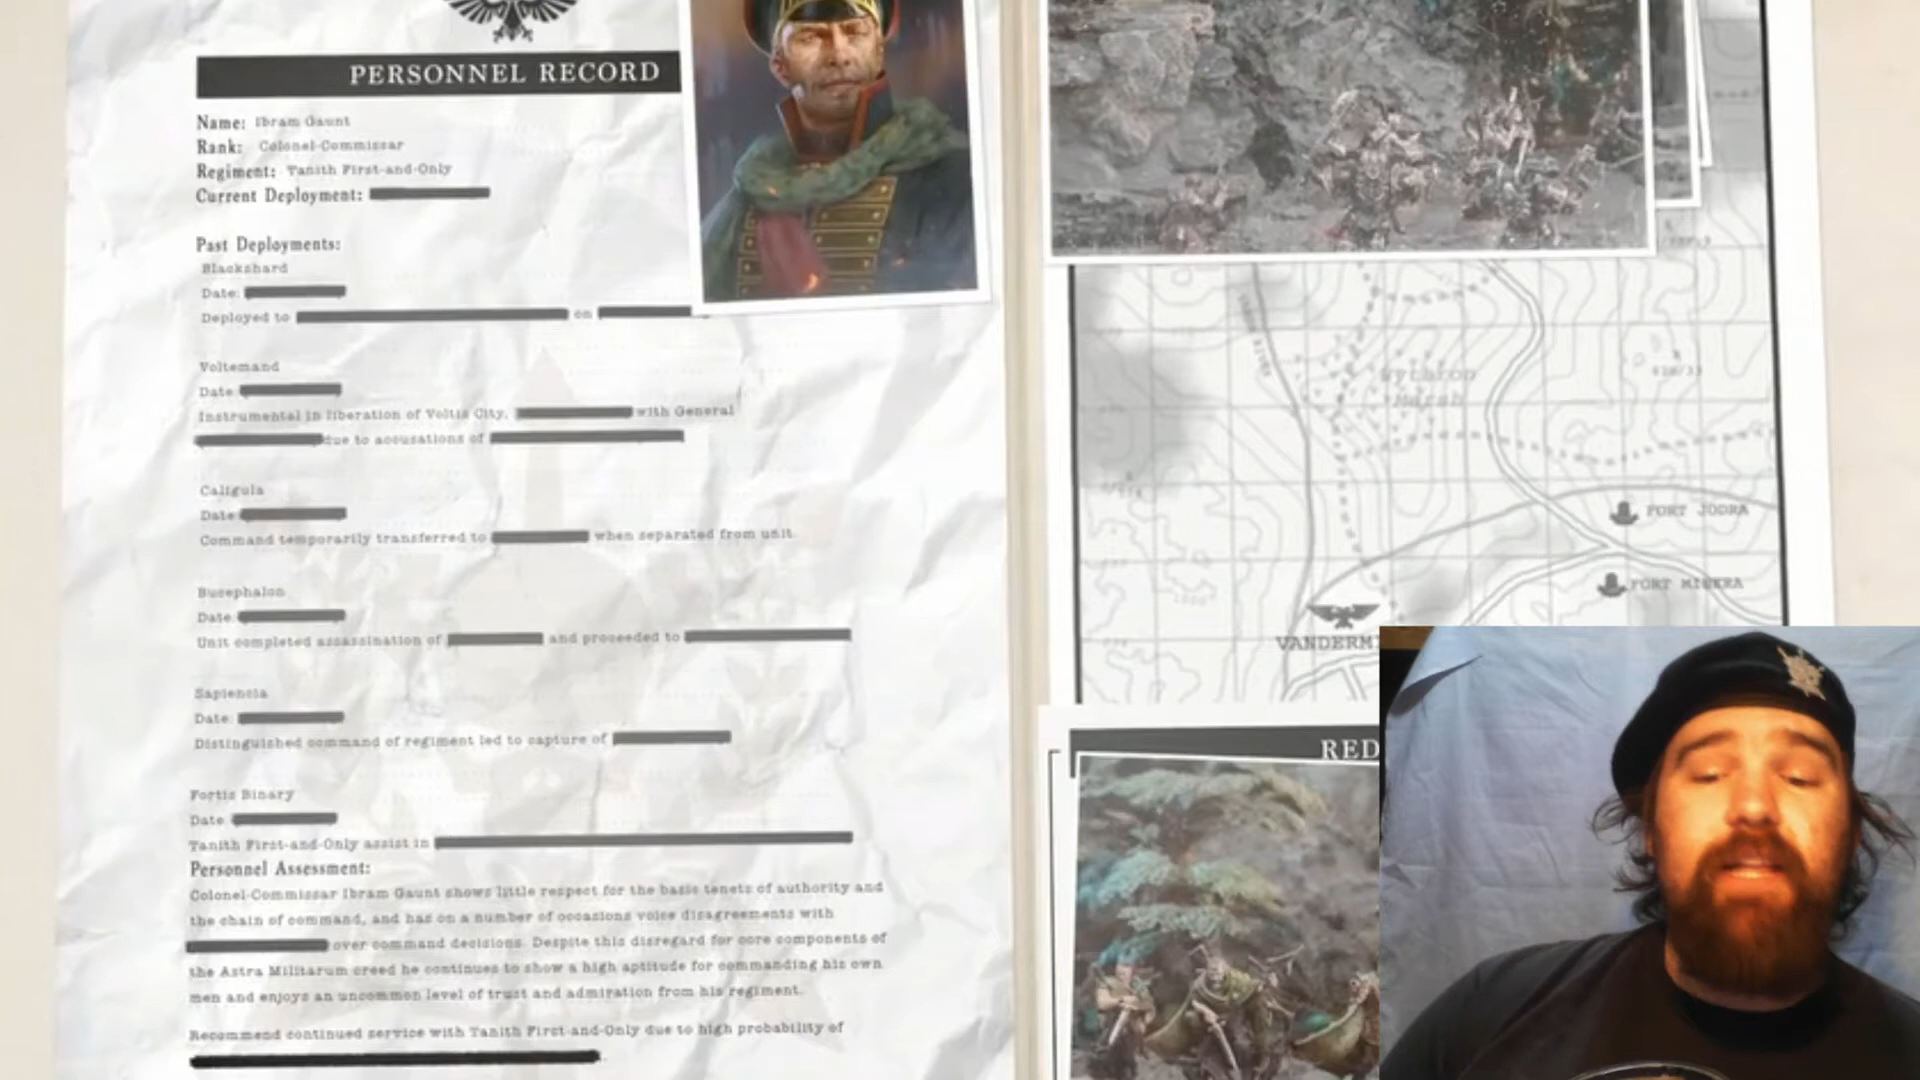 PERSONNEL RECORD
Name: Ibram Gaunt
Rank: Colonel-Commissar
Regiment: Tanith First-and-Only
Current Deployment:
Past Deployments:
Blackshard
Date:
Deployed to on
Voltemand
Date:
Instrumental in liberation of Voltis City, with General
due to accusations of
Caligula
Date:
Command temporarily transferred to when separated from unit.
Bucephalon
Date:
Unit completed assassination of and proceeded to
Sapiencia
Date:
Distinguished command of regiment led to capture of
Fortis Binary
Date
Tanith First-and-Only assist in
Personnel Assessment:
Colonel-Commissar Ibram Gaunt shows little respect for the basic tenets of authority and
the chain of command, and has on a number of occasions voice disagreements with
over command decisions. Despite this disregard for core components of
the Astra Militarum creed he continues to show a high aptitude for commanding his own
men and enjoys an uncommon level of trust and admiration from his regiment.
Recommend continued service with Tanith First-and-Only due to high probability of
FORT JOORA
VANDERM
RED